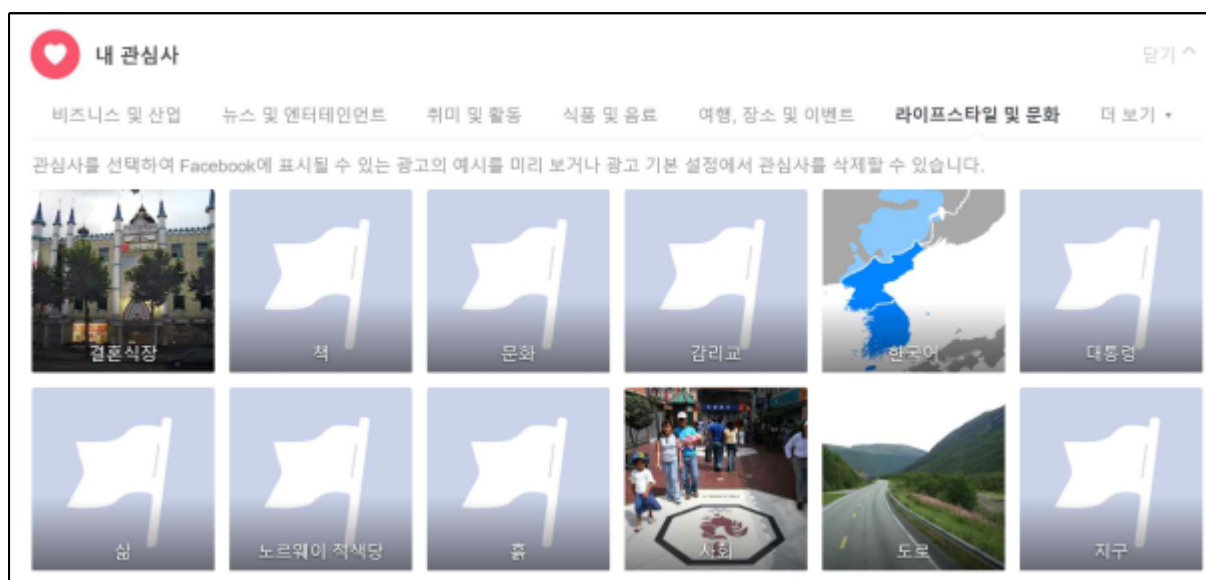 내 관심사
닫기
비즈니스 및 산업 뉴스 및 엔터테인먼트 취미 및 활동 식품 및 음료 여행, 장소 및 이벤트 라이프스타일 및 문화 더 보기
관심사를 선택하여 Facebook에 표시될 수 있는 광고의 예시를 미리 보거나 광고 기본 설정에서 관심사를 삭제할 수 있습니다.
결혼식장 책 문화 감리교 한국어 대통령
삶 노르웨이 적색당 흙 사회 도로 지구